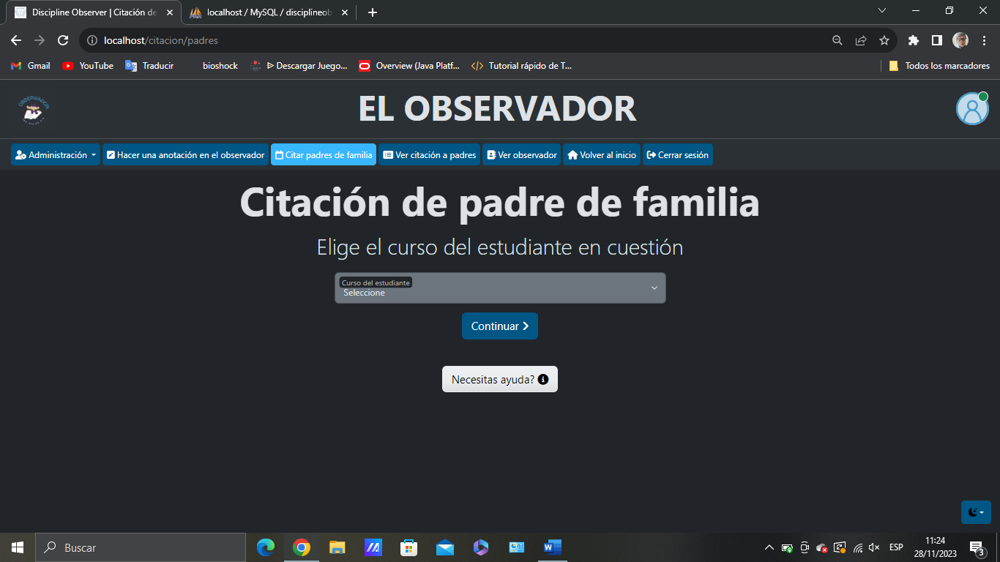 Discipline Observer | Citación de
localhost / MySQL / disciplineob
localhost/citacion/padres
Gmail
YouTube
Traducir
bioshock
Descargar Juego...
Overview (Java Platf...
Tutorial rápido de T...
Todos los marcadores
OBSERVADOR
EL OBSERVADOR
Administración
Hacer una anotación en el observador
Citar padres de familia
Ver citación a padres
Ver observador
Volver al inicio
Cerrar sesión
Citación de padre de familia
Elige el curso del estudiante en cuestión
Curso del estudiante
Seleccione
Continuar
Necesitas ayuda?
Buscar
ESP
11:24
28/11/2023
3